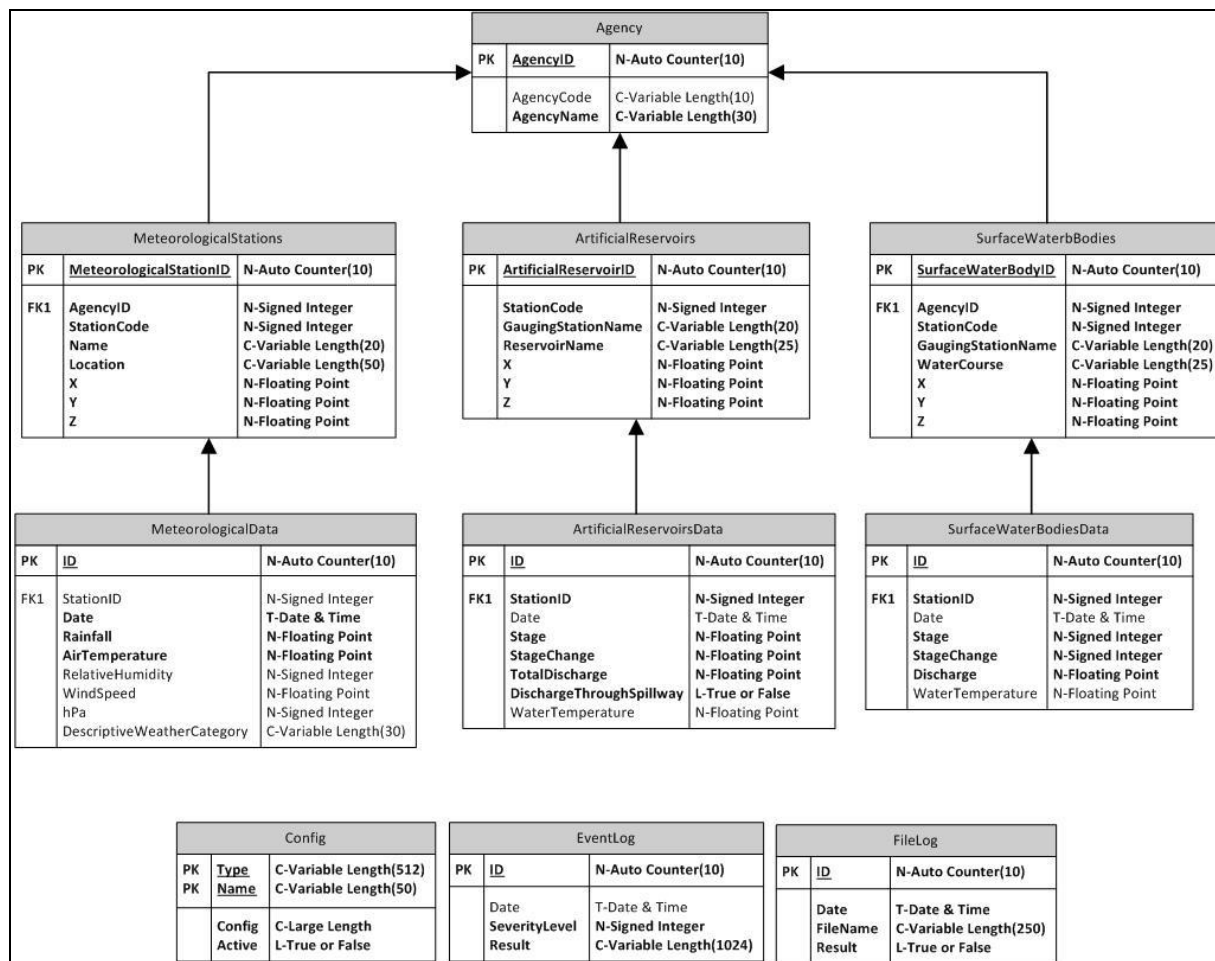 Agency
PK AgencyID N-Auto Counter(10)
AgencyCode C-Variable Length(10)
AgencyName C-Variable Length(30)
MeteorologicalStations
PK MeteorologicalStationID N-Auto Counter(10)
FK1 AgencyID N-Signed Integer
StationCode N-Signed Integer
Name C-Variable Length(20)
Location C-Variable Length(50)
X N-Floating Point
Y N-Floating Point
Z N-Floating Point
ArtificialReservoirs
PK ArtificialReservoirID N-Auto Counter(10)
StationCode N-Signed Integer
GaugingStationName C-Variable Length(20)
ReservoirName C-Variable Length(25)
X N-Floating Point
Y N-Floating Point
Z N-Floating Point
SurfaceWaterbBodies
PK SurfaceWaterBodyID N-Auto Counter(10)
FK1 AgencyID N-Signed Integer
StationCode N-Signed Integer
GaugingStationName C-Variable Length(20)
WaterCourse C-Variable Length(25)
X N-Floating Point
Y N-Floating Point
Z N-Floating Point
MeteorologicalData
PK ID N-Auto Counter(10)
FK1 StationID N-Signed Integer
Date T-Date & Time
Rainfall N-Floating Point
AirTemperature N-Floating Point
RelativeHumidity N-Signed Integer
WindSpeed N-Floating Point
hPa N-Signed Integer
DescriptiveWeatherCategory C-Variable Length(30)
ArtificialReservoirsData
PK ID N-Auto Counter(10)
FK1 StationID N-Signed Integer
Date T-Date & Time
Stage N-Floating Point
StageChange N-Floating Point
TotalDischarge N-Floating Point
DischargeThroughSpillway L-True or False
WaterTemperature N-Floating Point
SurfaceWaterBodiesData
PK ID N-Auto Counter(10)
FK1 StationID N-Signed Integer
Date T-Date & Time
Stage N-Signed Integer
StageChange N-Signed Integer
Discharge N-Floating Point
WaterTemperature N-Floating Point
Config
PK Type C-Variable Length(512)
PK Name C-Variable Length(50)
Config C-Large Length
Active L-True or False
EventLog
PK ID N-Auto Counter(10)
Date T-Date & Time
SeverityLevel N-Signed Integer
Result C-Variable Length(1024)
FileLog
PK ID N-Auto Counter(10)
Date T-Date & Time
FileName C-Variable Length(250)
Result L-True or False